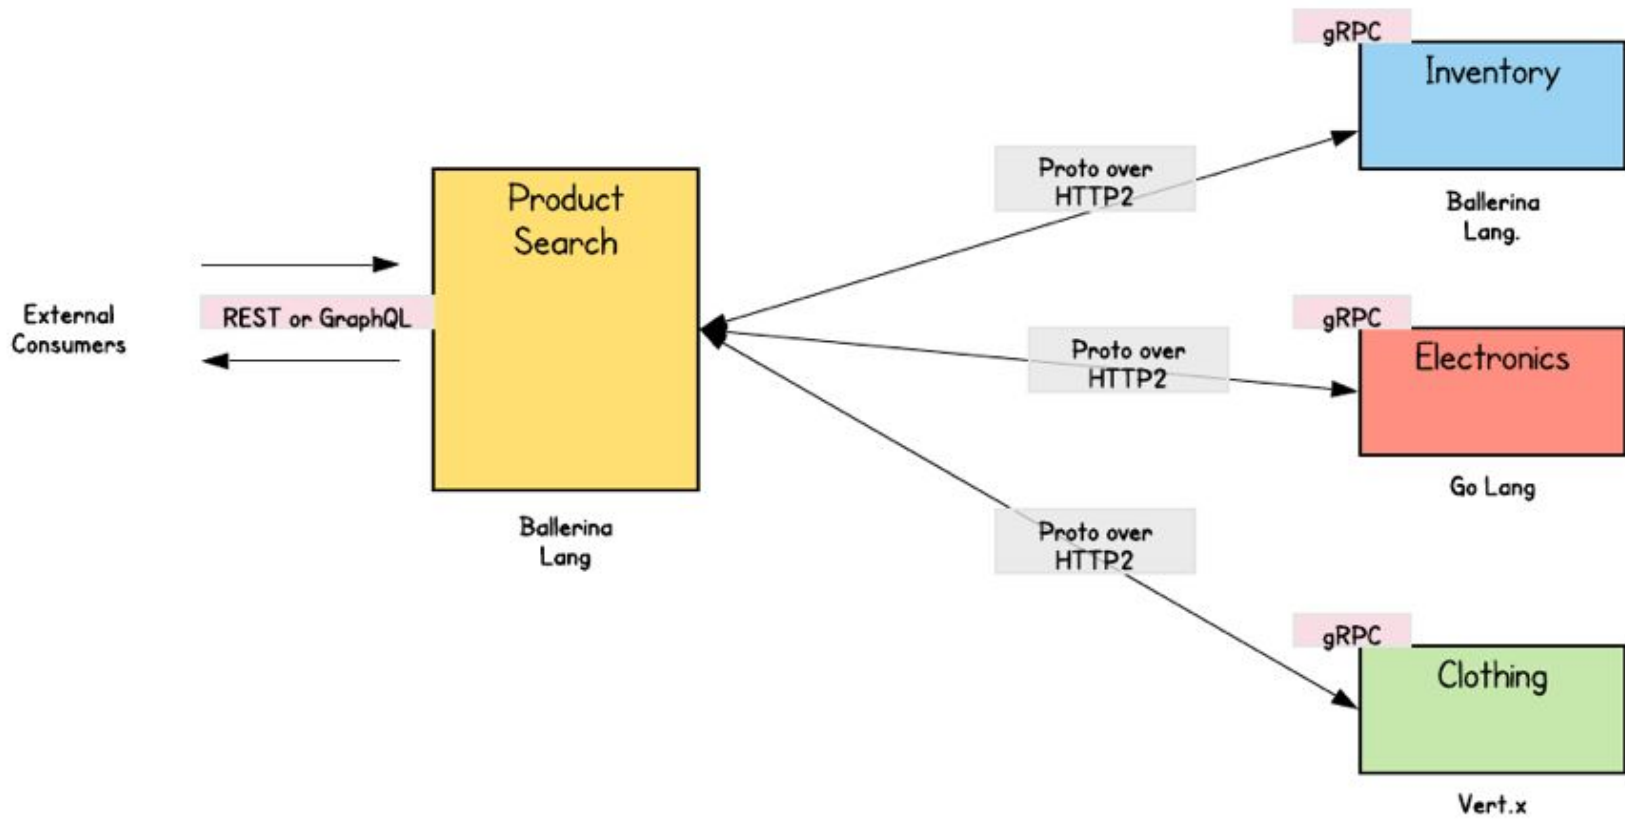 External
Consumers
REST or GraphQL
Product
Search
Ballerina
Lang
Proto over
HTTP2
Proto over
HTTP2
Proto over
HTTP2
gRPC
Inventory
Ballerina
Lang.
gRPC
Electronics
Go Lang
gRPC
Clothing
Vert.x